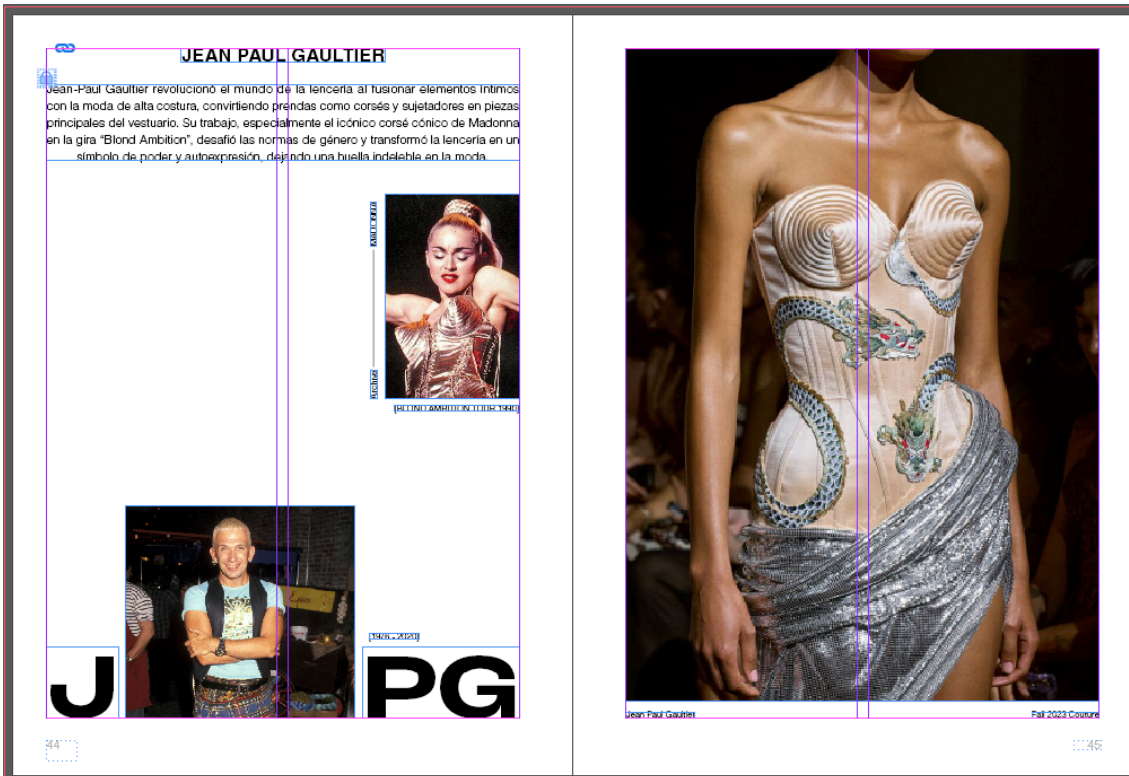 JEAN PAUL GAULTIER
Jean-Paul Gaultier revolucionó el mundo de la lencería al fusionar elementos íntimos
con la moda de alta costura, convirtiendo prendas como corsés y sujetadores en piezas
principales del vestuario. Su trabajo, especialmente el icónico corsé cónico de Madonna
en la gira “Blond Ambition”, desafió las normas de género y transformó la lencería en un
símbolo de poder y autoexpresión, dejando una huella indeleble en la moda.
Madonna
Archive
(BLOND AMBITION TOUR 1990)
(1976 - 2020)
J PG
44
Jean Paul Gaultier
Fall 2023 Couture
45